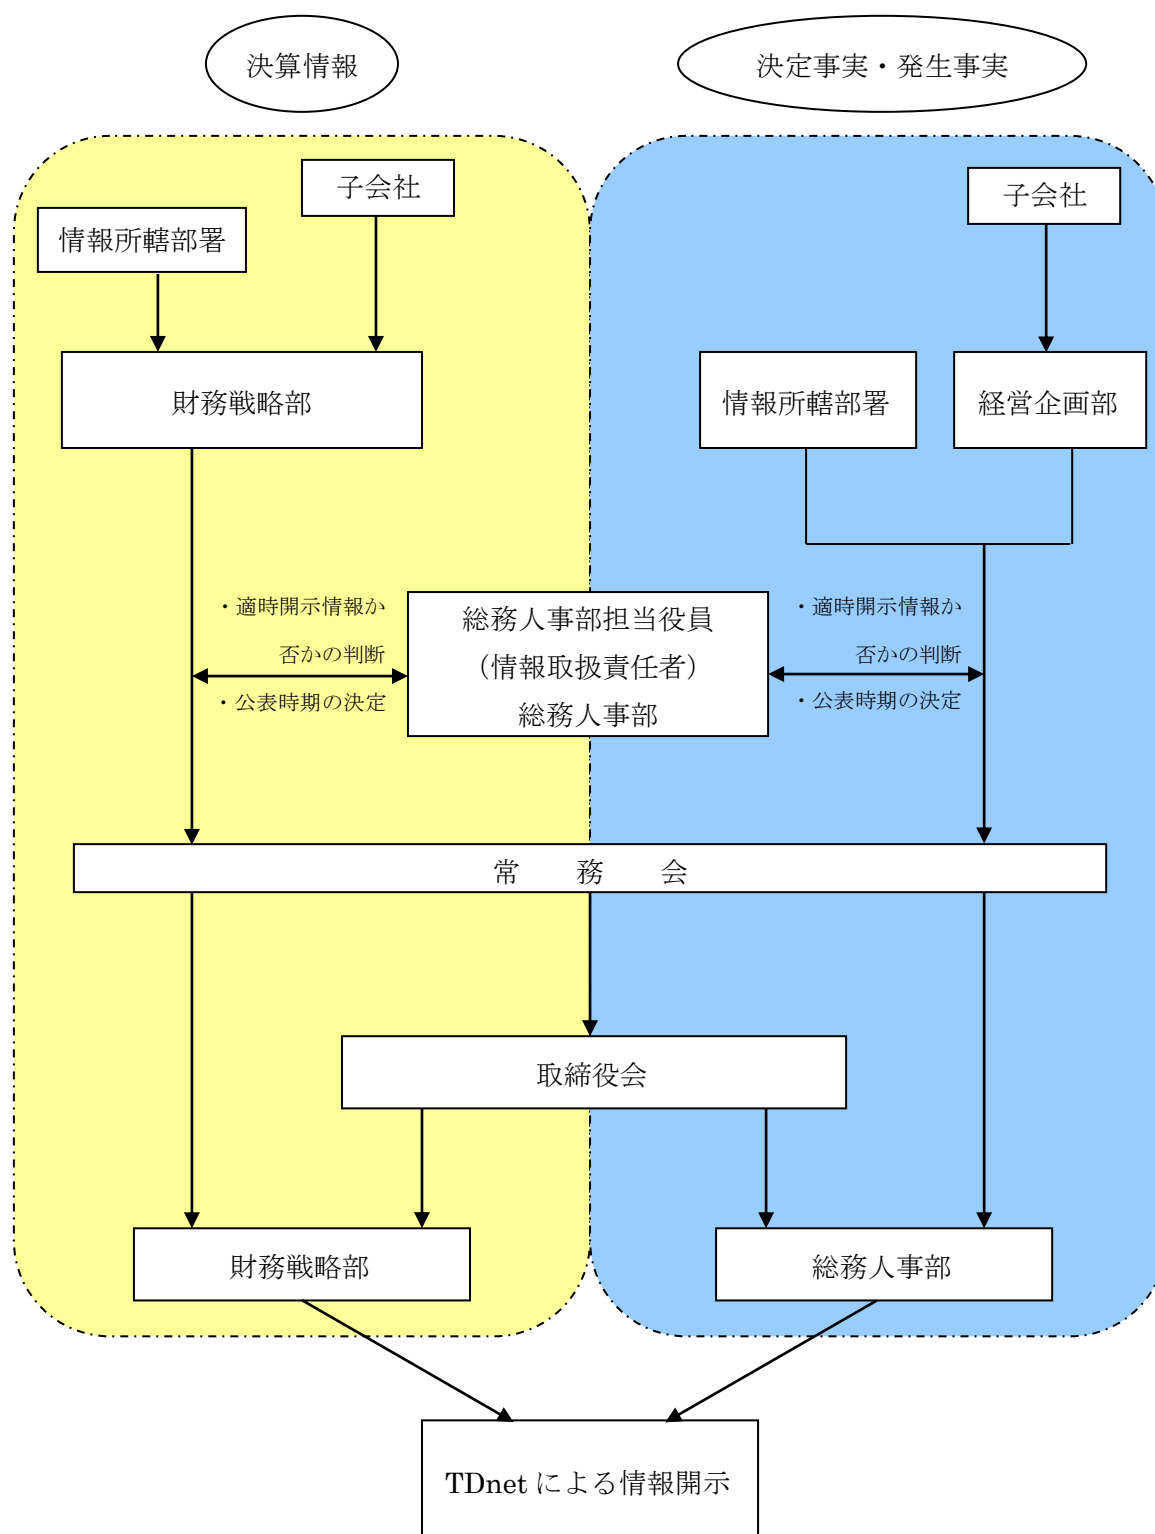 決算情報
決定事実・発生事実
子会社
子会社
情報所轄部署
財務戦略部
情報所轄部署
経営企画部
・適時開示情報か
否かの判断
・公表時期の決定
総務人事部担当役員
（情報取扱責任者）
総務人事部
・適時開示情報か
否かの判断
・公表時期の決定
常　務　会
取締役会
財務戦略部
総務人事部
TDnet による情報開示